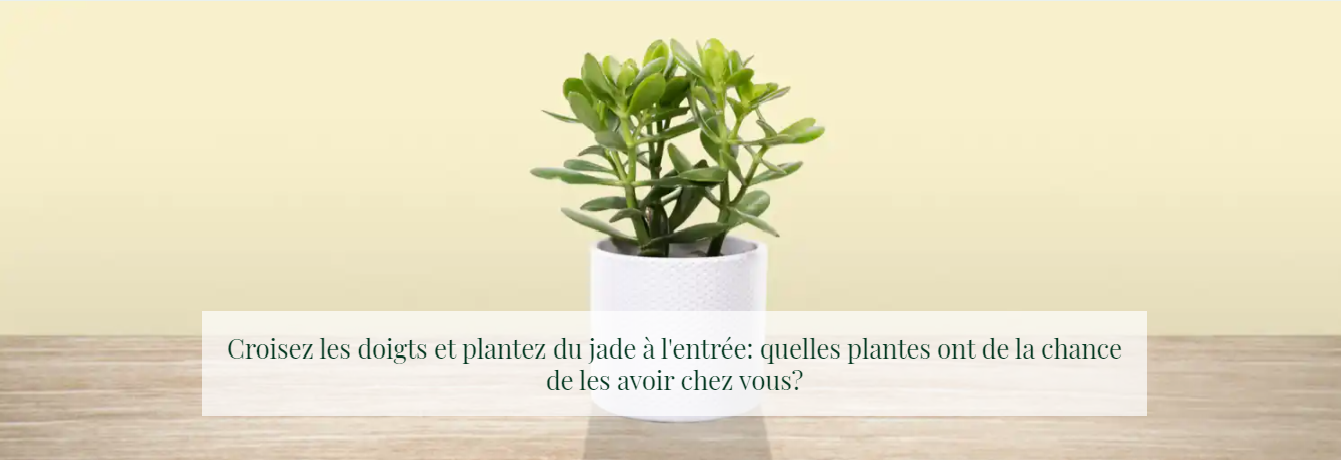 Croisez les doigts et plantez du jade à l'entrée: quelles plantes ont de la chance
de les avoir chez vous?